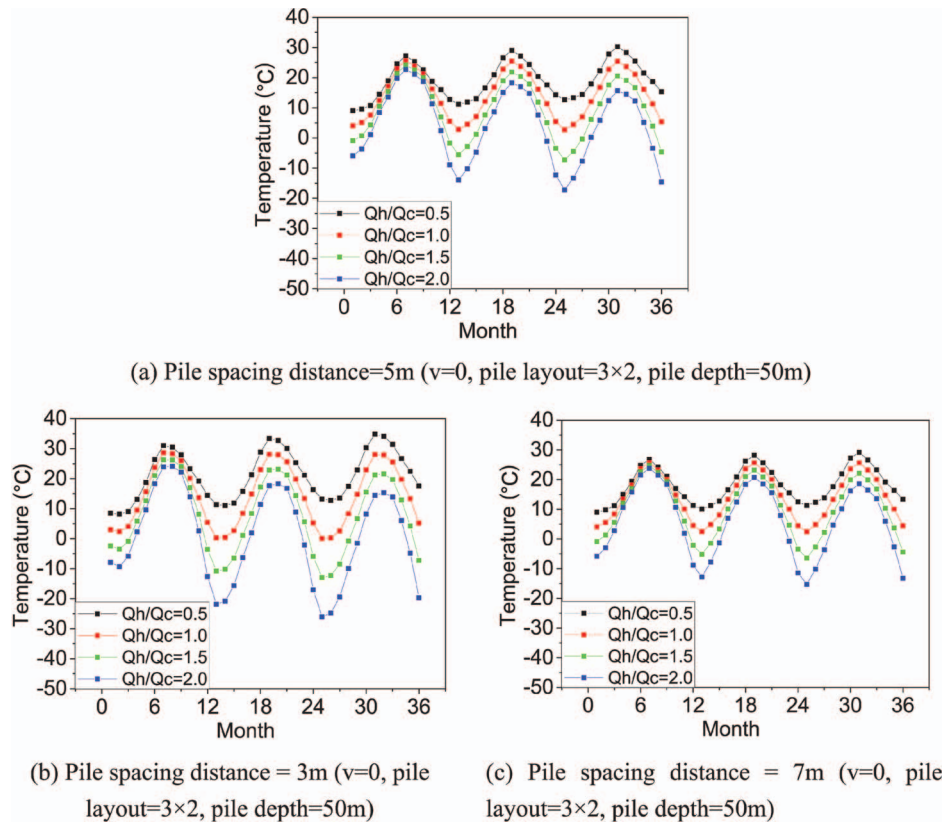 40
30
20
10
0
-10
-20
-30
-40
-50
Temperature (°C)
Qh/Qc=0.5
Qh/Qc=1.0
Qh/Qc=1.5
Qh/Qc=2.0
0 6 12 18 24 30 36
Month
(a) Pile spacing distance=5m (v=0, pile layout=3×2, pile depth=50m)
40
30
20
10
0
-10
-20
-30
-40
-50
Temperature (°C)
Qh/Qc=0.5
Qh/Qc=1.0
Qh/Qc=1.5
Qh/Qc=2.0
0 6 12 18 24 30 36
Month
(b) Pile spacing distance = 3m (v=0, pile
layout=3×2, pile depth=50m)
40
30
20
10
0
-10
-20
-30
-40
-50
Temperature (°C)
Qh/Qc=0.5
Qh/Qc=1.0
Qh/Qc=1.5
Qh/Qc=2.0
0 6 12 18 24 30 36
Month
(c) Pile spacing distance = 7m (v=0, pile
layout=3×2, pile depth=50m)